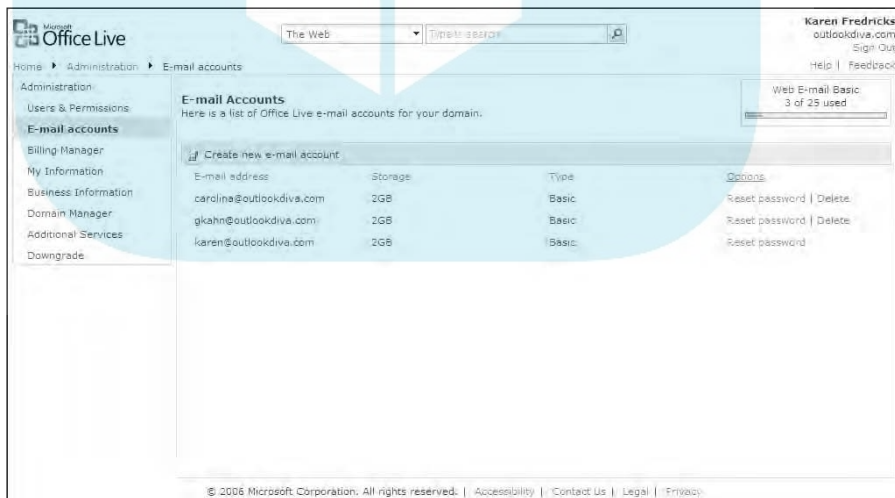 Microsoft
Office Live
The Web
Type to search
Karen Fredricks
outlookdiva.com
Sign Out
Help | Feedback
Home ▸ Administration ▸ E-mail accounts
Administration
Users & Permissions
E-mail accounts
Billing Manager
My Information
Business Information
Domain Manager
Additional Services
Downgrade
E-mail Accounts
Here is a list of Office Live e-mail accounts for your domain.
Web E-mail Basic
3 of 25 used
Create new e-mail account
E-mail address Storage Type Options
carolina@outlookdiva.com 2GB Basic Reset password | Delete
gkahn@outlookdiva.com 2GB Basic Reset password | Delete
karen@outlookdiva.com 2GB Basic Reset password
© 2006 Microsoft Corporation. All rights reserved. | Accessibility | Contact Us | Legal | Privacy